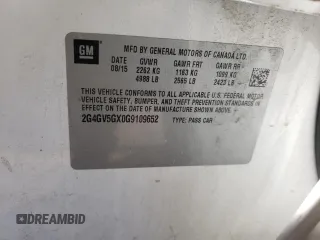 GM
MFD BY GENERAL MOTORS OF CANADA LTD.
DATE GVWR GAWR FRT GAWR RR
08/15 2262 KG 1163 KG 1099 KG
4988 LB 2565 LB 2423 LB
THIS VEHICLE CONFORMS TO ALL APPLICABLE U.S. FEDERAL MOTOR
VEHICLE SAFETY, BUMPER, AND THEFT PREVENTION STANDARDS IN
EFFECT ON THE DATE OF MANUFACTURE SHOWN ABOVE.
2G4GV5GX0G9109652 TYPE: PASS CAR
© DREAMBID